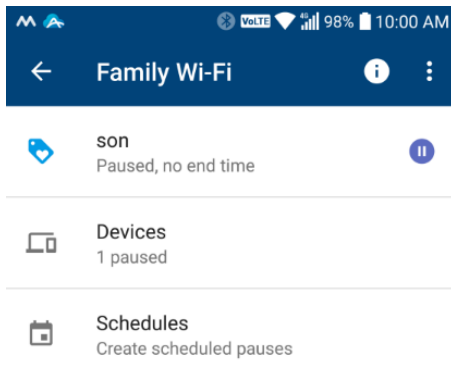 VoLTE 4G 98% 10:00 AM
Family Wi-Fi
son
Paused, no end time
Devices
1 paused
Schedules
Create scheduled pauses